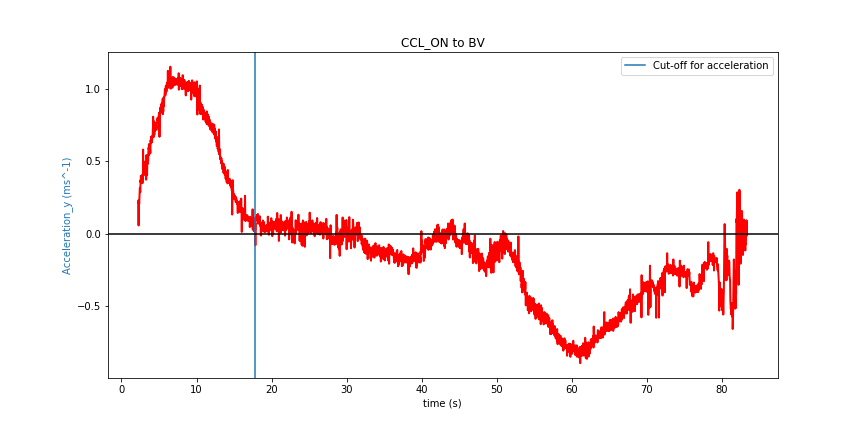 CCL_ON to BV
Cut-off for acceleration
Acceleration_y (ms^-1)
1.0
0.5
0.0
−0.5
0 10 20 30 40 50 60 70 80
time (s)